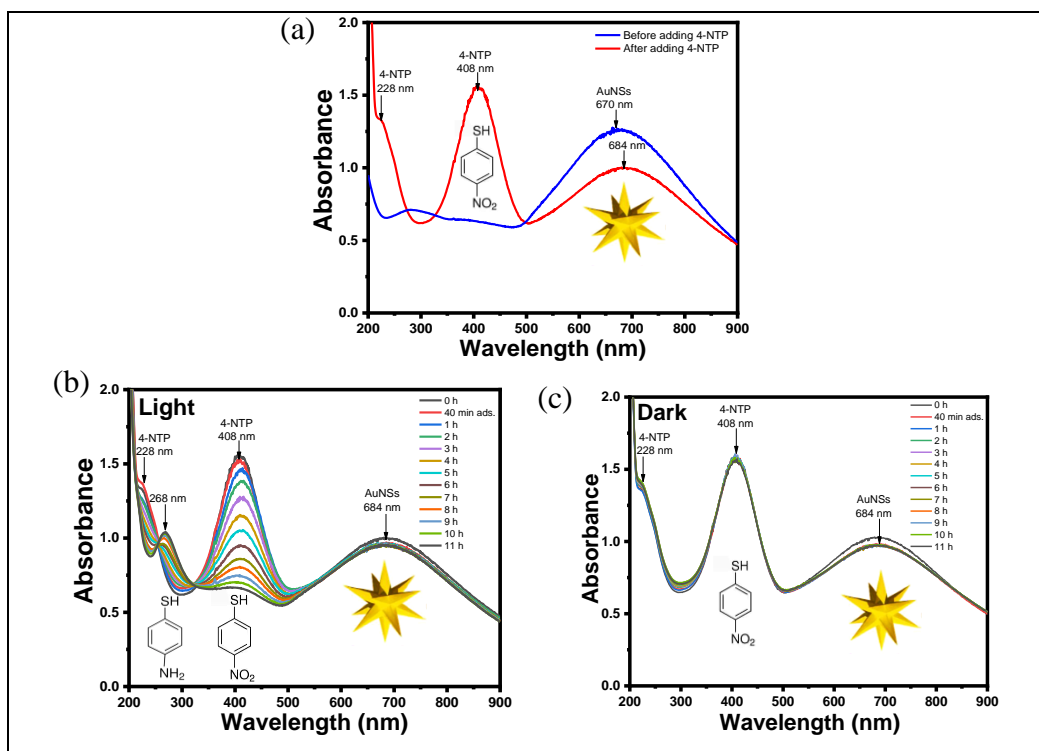 (a)
Before adding 4-NTP
After adding 4-NTP
4-NTP
228 nm
4-NTP
408 nm
AuNSs
670 nm
684 nm
SH
NO2
2.0
1.5
1.0
0.5
0.0
Absorbance
200 300 400 500 600 700 800 900
Wavelength (nm)
(b)
Light
4-NTP
228 nm
268 nm
4-NTP
408 nm
AuNSs
684 nm
0 h
40 min ads.
1 h
2 h
3 h
4 h
5 h
6 h
7 h
8 h
9 h
10 h
11 h
SH
NH2
SH
NO2
2.0
1.5
1.0
0.5
0.0
Absorbance
200 300 400 500 600 700 800 900
Wavelength (nm)
(c)
Dark
4-NTP
228 nm
4-NTP
408 nm
AuNSs
684 nm
0 h
40 min ads.
1 h
2 h
3 h
4 h
5 h
6 h
7 h
8 h
9 h
10 h
11 h
SH
NO2
2.0
1.5
1.0
0.5
0.0
Absorbance
200 300 400 500 600 700 800 900
Wavelength (nm)